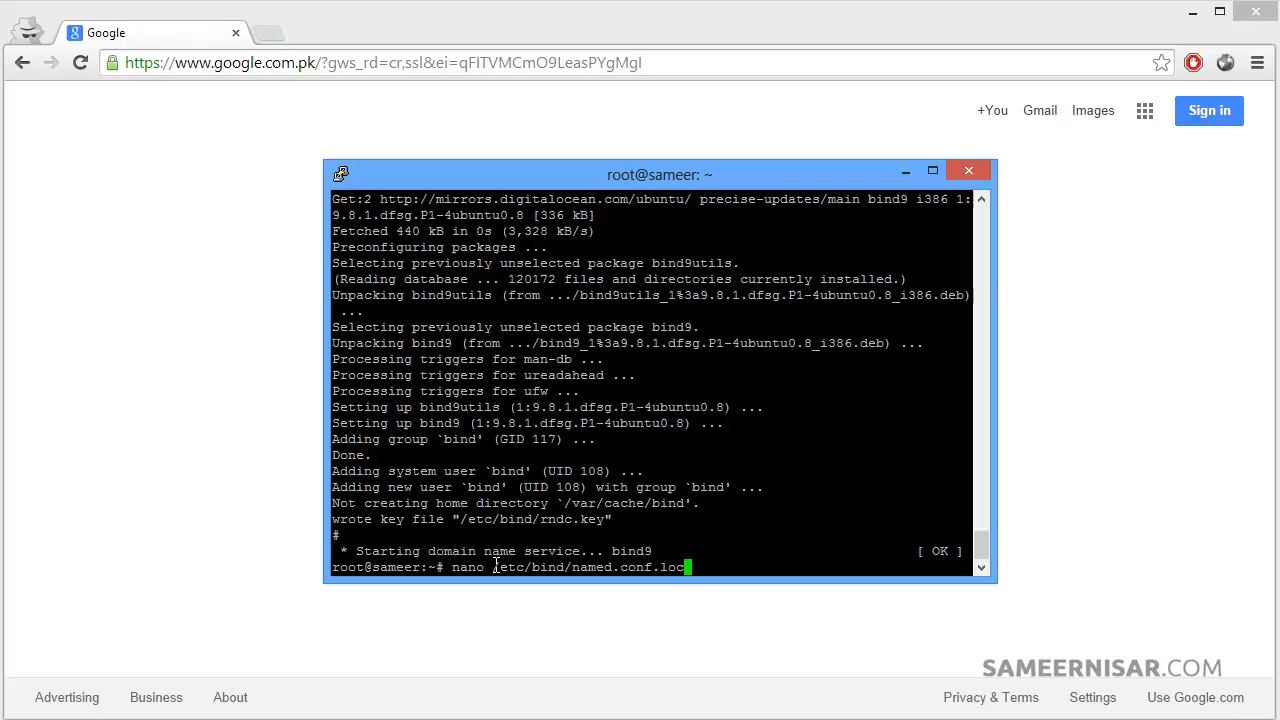 Google
https://www.google.com.pk/?gws_rd=cr,ssl&ei=qFITVMCmO9LeasPYgMgI
+You Gmail Images Sign in
root@sameer: ~
Get:2 http://mirrors.digitalocean.com/ubuntu/ precise-updates/main bind9 i386 1:
9.8.1.dfsg.P1-4ubuntu0.8 [336 kB]
Fetched 440 kB in 0s (3,328 kB/s)
Preconfiguring packages ...
Selecting previously unselected package bind9utils.
(Reading database ... 120172 files and directories currently installed.)
Unpacking bind9utils (from .../bind9utils_1%3a9.8.1.dfsg.P1-4ubuntu0.8_i386.deb)
...
Selecting previously unselected package bind9.
Unpacking bind9 (from .../bind9_1%3a9.8.1.dfsg.P1-4ubuntu0.8_i386.deb) ...
Processing triggers for man-db ...
Processing triggers for ureadahead ...
Processing triggers for ufw ...
Setting up bind9utils (1:9.8.1.dfsg.P1-4ubuntu0.8) ...
Setting up bind9 (1:9.8.1.dfsg.P1-4ubuntu0.8) ...
Adding group `bind' (GID 117) ...
Done.
Adding system user `bind' (UID 108) ...
Adding new user `bind' (UID 108) with group `bind' ...
Not creating home directory `/var/cache/bind'.
wrote key file "/etc/bind/rndc.key"
#
* Starting domain name service... bind9 [ OK ]
root@sameer:~# nano /etc/bind/named.conf.loc
SAMEERNISAR.COM
Advertising Business About Privacy & Terms Settings Use Google.com